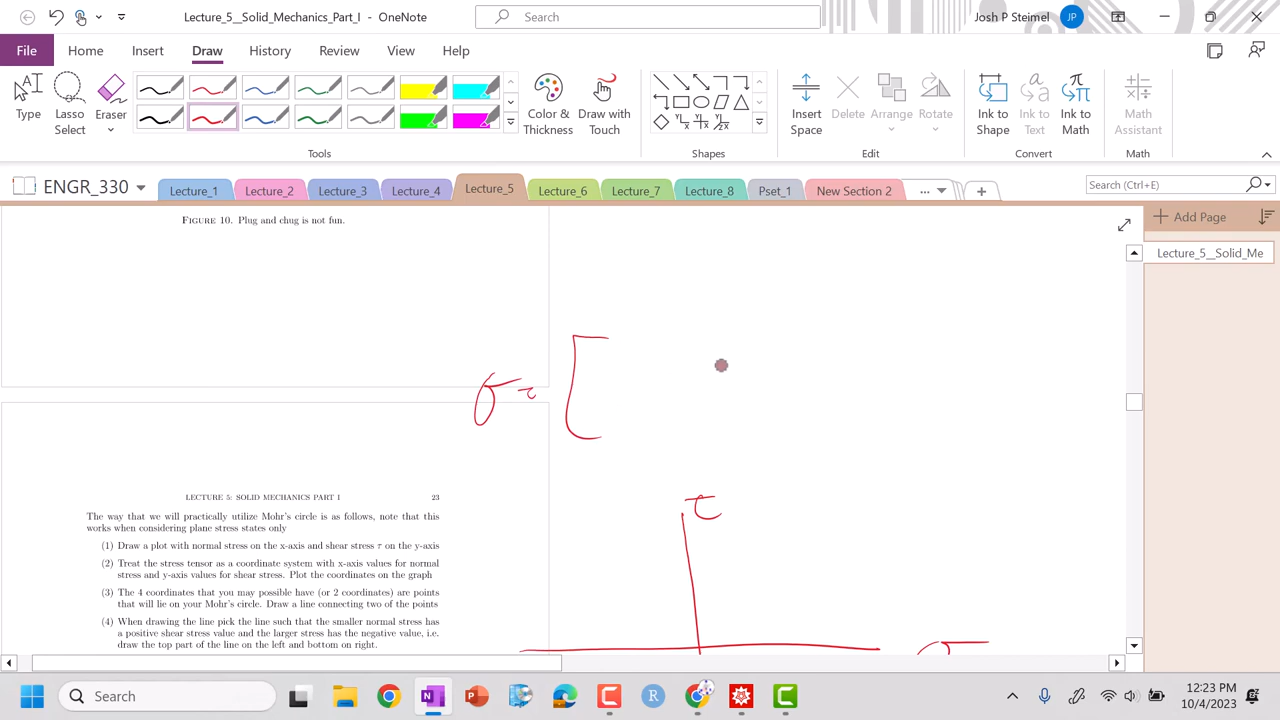 Lecture_5__Solid_Mechanics_Part_I - OneNote
Search
Josh P Steimel
JP
File
Home
Insert
Draw
History
Review
View
Help
Type
Lasso Select
Eraser
Color & Thickness
Draw with Touch
Insert Space
Delete
Arrange
Rotate
Ink to Shape
Ink to Text
Ink to Math
Math Assistant
Tools
Shapes
Edit
Convert
Math
ENGR_330
Lecture_1
Lecture_2
Lecture_3
Lecture_4
Lecture_5
Lecture_6
Lecture_7
Lecture_8
Pset_1
New Section 2
...
Search (Ctrl+E)
Add Page
Lecture_5__Solid_Me
FIGURE 10. Plug and chug is not fun.
σ = [
τ
σ
LECTURE 5: SOLID MECHANICS PART I 23
The way that we will practically utilize Mohr's circle is as follows, note that this
works when considering plane stress states only
(1) Draw a plot with normal stress on the x-axis and shear stress τ on the y-axis
(2) Treat the stress tensor as a coordinate system with x-axis values for normal
stress and y-axis values for shear stress. Plot the coordinates on the graph
(3) The 4 coordinates that you may possible have (or 2 coordinates) are points
that will lie on your Mohr's circle. Draw a line connecting two of the points
(4) When drawing the line pick the line such that the smaller normal stress has
a positive shear stress value and the larger stress has the negative value, i.e.
draw the top part of the line on the left and bottom on right.
Search
12:23 PM
10/4/2023